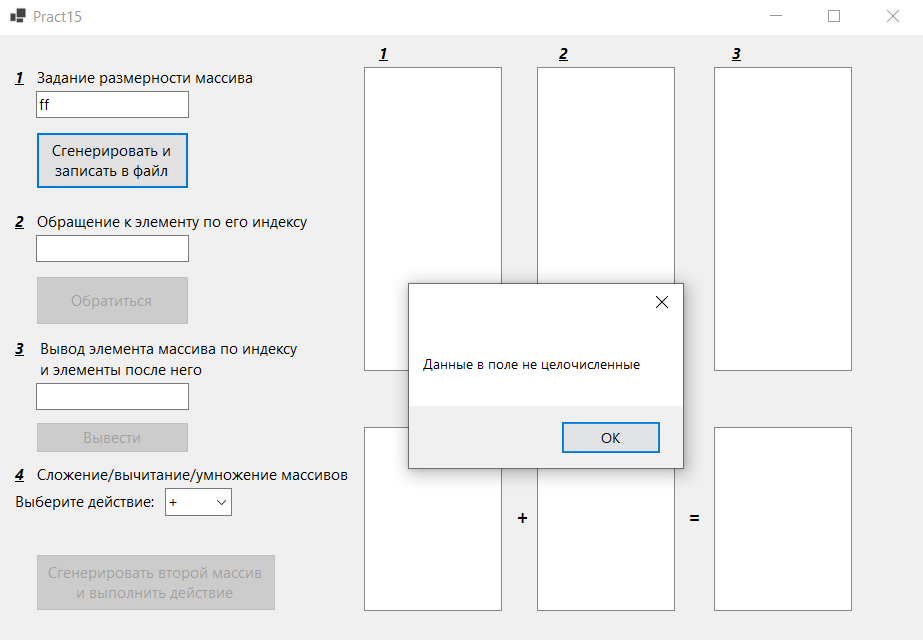 Pract15
1 2 3
1 Задание размерности массива
ff
Сгенерировать и
записать в файл
2 Обращение к элементу по его индексу
Обратиться
3 Вывод элемента массива по индексу
и элементы после него
Вывести
4 Сложение/вычитание/умножение массивов
Выберите действие: +
Сгенерировать второй массив
и выполнить действие
Данные в поле не целочисленные
OK
+ =